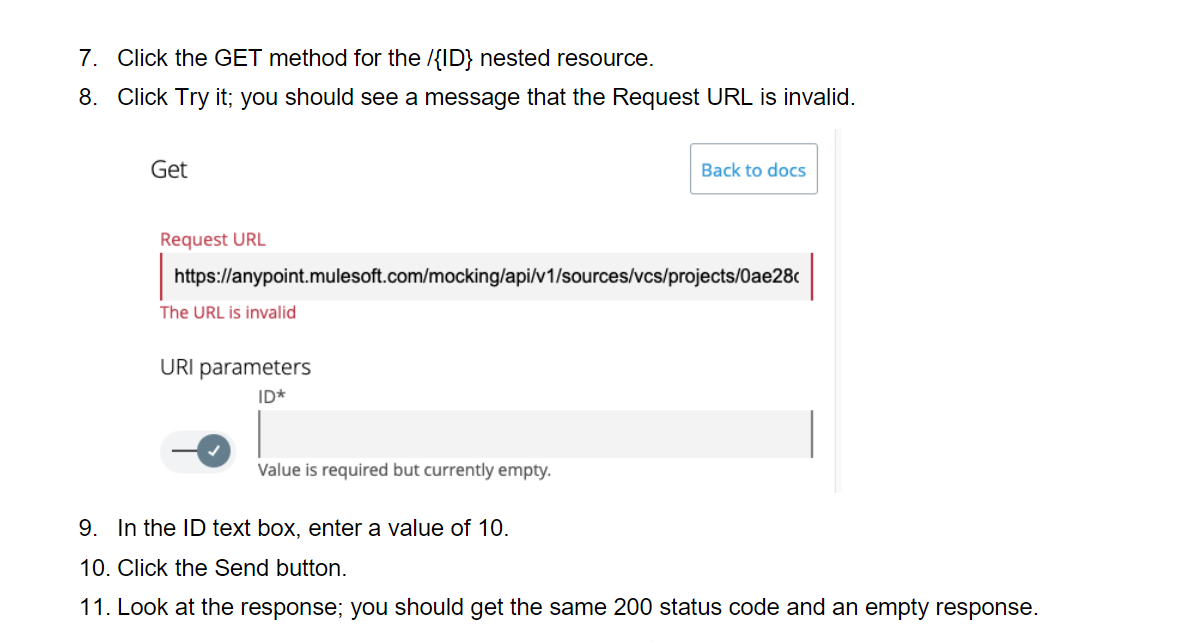 7. Click the GET method for the /{ID} nested resource.
8. Click Try it; you should see a message that the Request URL is invalid.
Get
Back to docs
Request URL
https://anypoint.mulesoft.com/mocking/api/v1/sources/vcs/projects/0ae28c
The URL is invalid
URI parameters
ID*
Value is required but currently empty.
9. In the ID text box, enter a value of 10.
10. Click the Send button.
11. Look at the response; you should get the same 200 status code and an empty response.